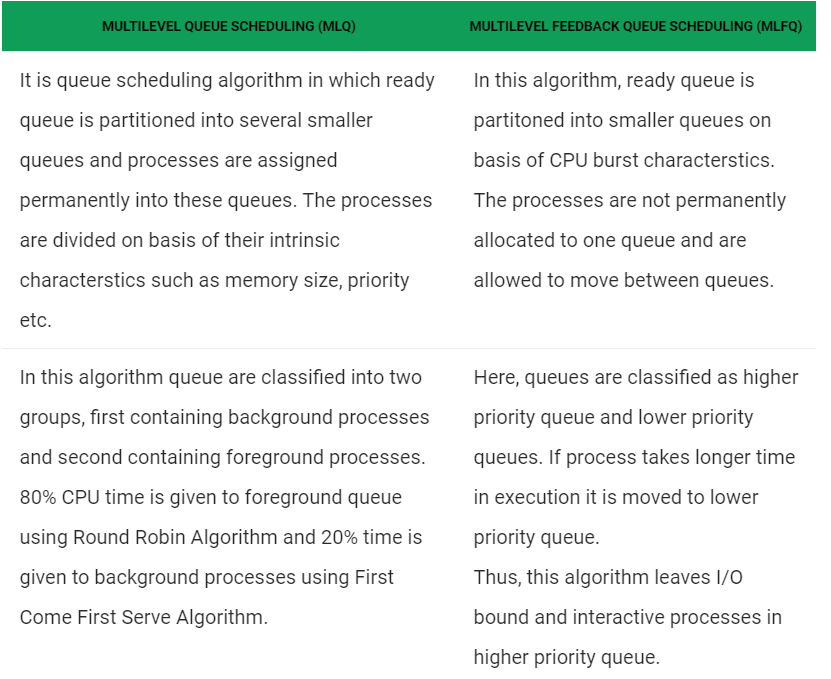 MULTILEVEL QUEUE SCHEDULING (MLQ)
MULTILEVEL FEEDBACK QUEUE SCHEDULING (MLFQ)
It is queue scheduling algorithm in which ready
queue is partitioned into several smaller
queues and processes are assigned
permanently into these queues. The processes
are divided on basis of their intrinsic
characterstics such as memory size, priority
etc.
In this algorithm, ready queue is
partitoned into smaller queues on
basis of CPU burst characterstics.
The processes are not permanently
allocated to one queue and are
allowed to move between queues.
In this algorithm queue are classified into two
groups, first containing background processes
and second containing foreground processes.
80% CPU time is given to foreground queue
using Round Robin Algorithm and 20% time is
given to background processes using First
Come First Serve Algorithm.
Here, queues are classified as higher
priority queue and lower priority
queues. If process takes longer time
in execution it is moved to lower
priority queue.
Thus, this algorithm leaves I/O
bound and interactive processes in
higher priority queue.